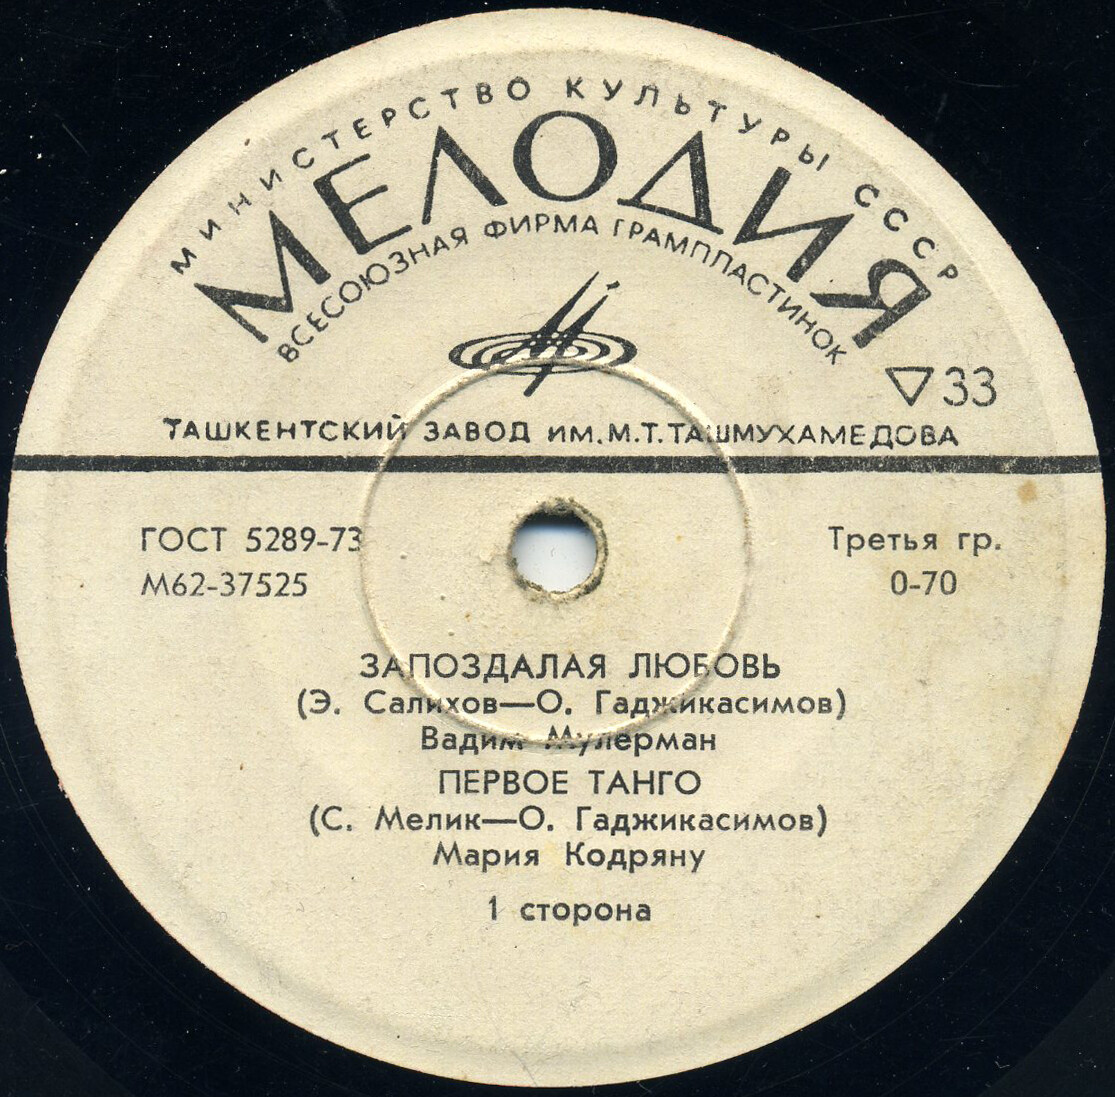 МИНИСТЕРСТВО КУЛЬТУРЫ СССР
МЕЛОДИЯ
ВСЕСОЮЗНАЯ ФИРМА ГРАМПЛАСТИНОК
▽33
ТАШКЕНТСКИЙ ЗАВОД ИМ.М.Т.ТАШМУХАМЕДОВА
ГОСТ 5289-73
Третья гр.
М62-37525
0-70
ЗАПОЗДАЛАЯ ЛЮБОВЬ
(Э. Салихов—О. Гаджикасимов)
Вадим Мулерман
ПЕРВОЕ ТАНГО
(С. Мелик—О. Гаджикасимов)
Мария Кодряну
1 сторона